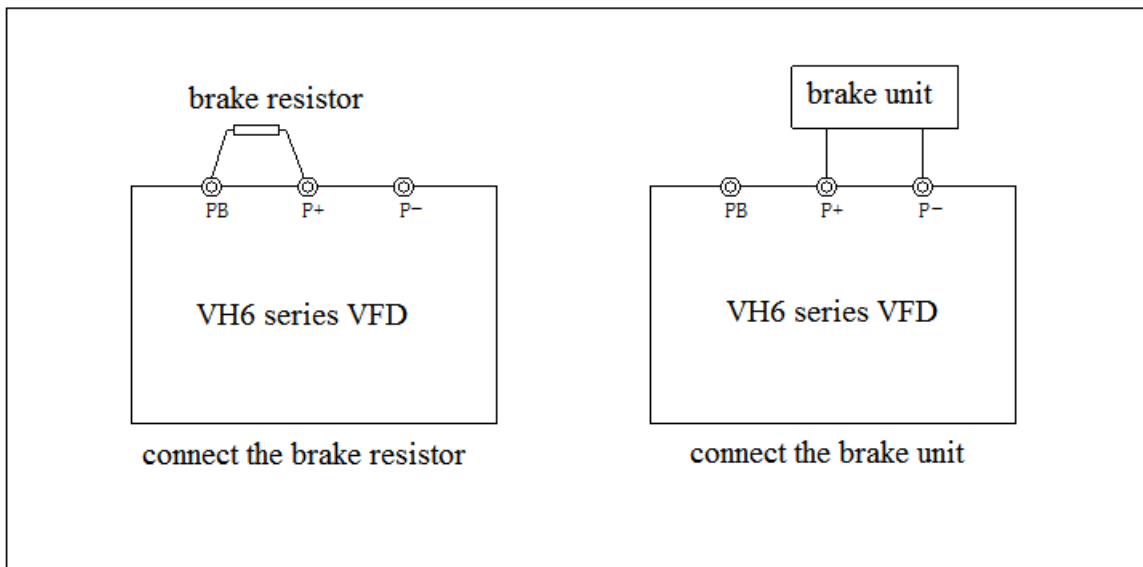 brake resistor
PB P+ P−
VH6 series VFD
connect the brake resistor
brake unit
PB P+ P−
VH6 series VFD
connect the brake unit